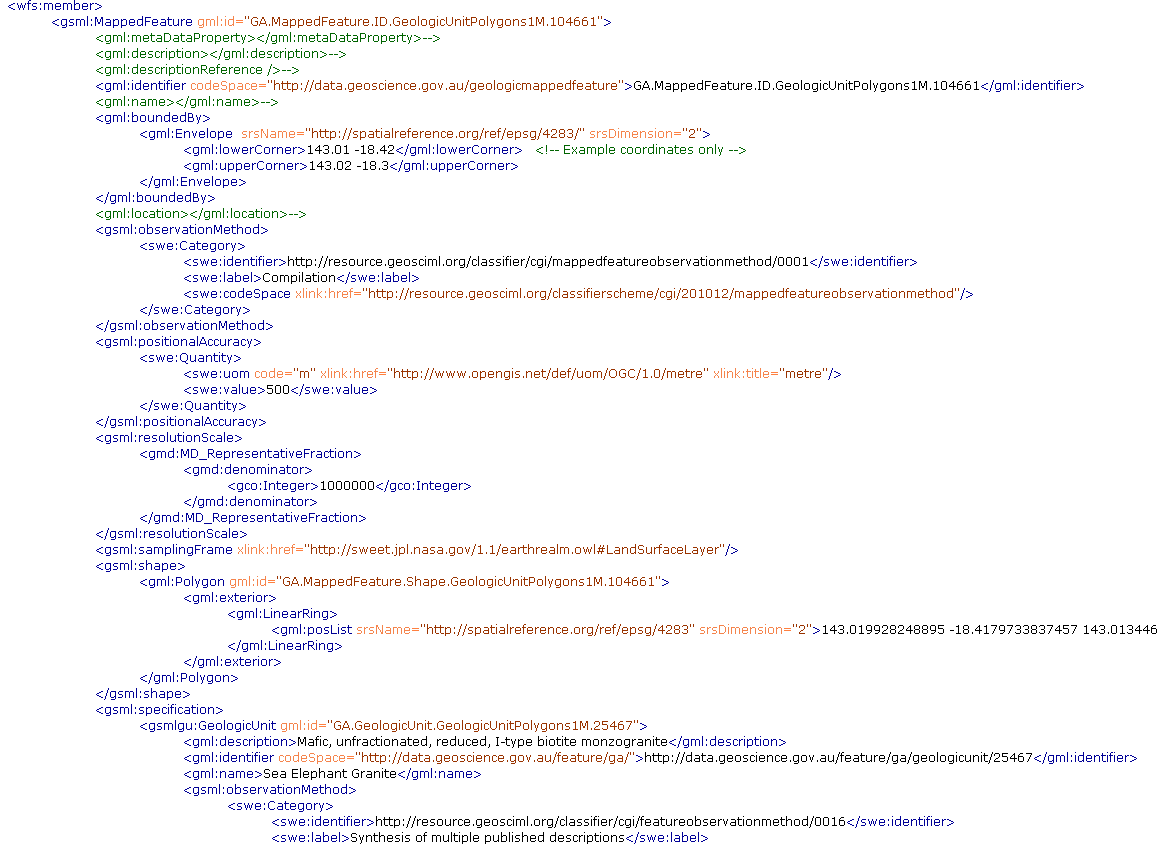 <wfs:member>
<gsml:MappedFeature gml:id="GA.MappedFeature.ID.GeologicUnitPolygons1M.104661">
<gml:metaDataProperty></gml:metaDataProperty>-->
<gml:description></gml:description>-->
<gml:descriptionReference />-->
<gml:identifier codeSpace="http://data.geoscience.gov.au/geologicmappedfeature">GA.MappedFeature.ID.GeologicUnitPolygons1M.104661</gml:identifier>
<gml:name></gml:name>-->
<gml:boundedBy>
<gml:Envelope srsName="http://spatialreference.org/ref/epsg/4283/" srsDimension="2">
<gml:lowerCorner>143.01 -18.42</gml:lowerCorner> <!-- Example coordinates only -->
<gml:upperCorner>143.02 -18.3</gml:upperCorner>
</gml:Envelope>
</gml:boundedBy>
<gml:location></gml:location>-->
<gsml:observationMethod>
<swe:Category>
<swe:identifier>http://resource.geosciml.org/classifier/cgi/mappedfeatureobservationmethod/0001</swe:identifier>
<swe:label>Compilation</swe:label>
<swe:codeSpace xlink:href="http://resource.geosciml.org/classifierscheme/cgi/201012/mappedfeatureobservationmethod"/>
</swe:Category>
</gsml:observationMethod>
<gsml:positionalAccuracy>
<swe:Quantity>
<swe:uom code="m" xlink:href="http://www.opengis.net/def/uom/OGC/1.0/metre" xlink:title="metre"/>
<swe:value>500</swe:value>
</swe:Quantity>
</gsml:positionalAccuracy>
<gsml:resolutionScale>
<gmd:MD_RepresentativeFraction>
<gmd:denominator>
<gco:Integer>1000000</gco:Integer>
</gmd:denominator>
</gmd:MD_RepresentativeFraction>
</gsml:resolutionScale>
<gsml:samplingFrame xlink:href="http://sweet.jpl.nasa.gov/1.1/earthrealm.owl#LandSurfaceLayer"/>
<gsml:shape>
<gml:Polygon gml:id="GA.MappedFeature.Shape.GeologicUnitPolygons1M.104661">
<gml:exterior>
<gml:LinearRing>
<gml:posList srsName="http://spatialreference.org/ref/epsg/4283" srsDimension="2">143.019928248895 -18.4179733837457 143.013446
</gml:LinearRing>
</gml:exterior>
</gml:Polygon>
</gsml:shape>
<gsml:specification>
<gsmlgu:GeologicUnit gml:id="GA.GeologicUnit.GeologicUnitPolygons1M.25467">
<gml:description>Mafic, unfractionated, reduced, I-type biotite monzogranite</gml:description>
<gml:identifier codeSpace="http://data.geoscience.gov.au/feature/ga/">http://data.geoscience.gov.au/feature/ga/geologicunit/25467</gml:identifier>
<gml:name>Sea Elephant Granite</gml:name>
<gsml:observationMethod>
<swe:Category>
<swe:identifier>http://resource.geosciml.org/classifier/cgi/featureobservationmethod/0016</swe:identifier>
<swe:label>Synthesis of multiple published descriptions</swe:label>